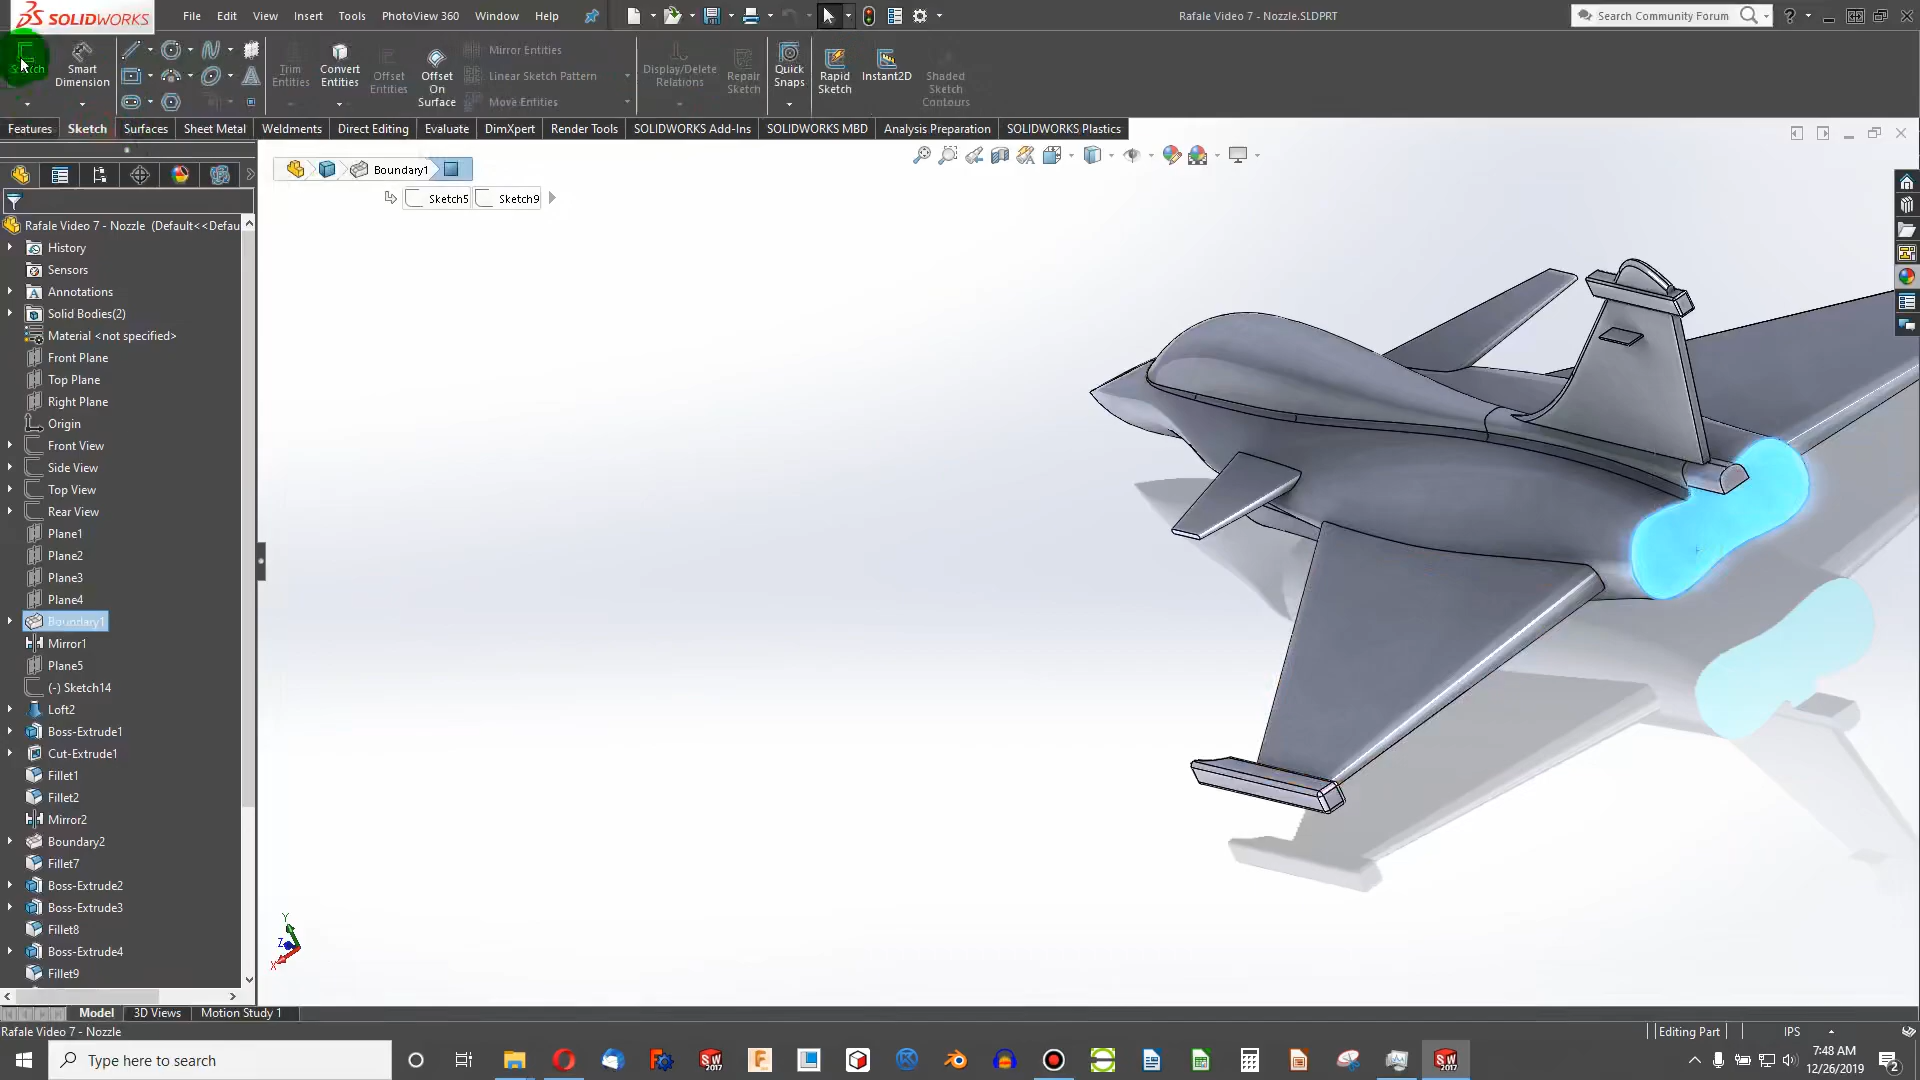 SOLIDWORKS
File Edit View Insert Tools PhotoView 360 Window Help
Rafale Video 7 - Nozzle.SLDPRT
Search Community Forum
Sketch
Smart Dimension
Trim Entities
Convert Entities
Offset Entities
Offset On Surface
Mirror Entities
Linear Sketch Pattern
Move Entities
Display/Delete Relations
Repair Sketch
Quick Snaps
Rapid Sketch
Instant2D
Shaded Sketch Contours
Features Sketch Surfaces Sheet Metal Weldments Direct Editing Evaluate DimXpert Render Tools SOLIDWORKS Add-Ins SOLIDWORKS MBD Analysis Preparation SOLIDWORKS Plastics
Boundary1
Sketch5 Sketch9
Rafale Video 7 - Nozzle (Default<<Defau
History
Sensors
Annotations
Solid Bodies(2)
Material <not specified>
Front Plane
Top Plane
Right Plane
Origin
Front View
Side View
Top View
Rear View
Plane1
Plane2
Plane3
Plane4
Boundary1
Mirror1
Plane5
(-) Sketch14
Loft2
Boss-Extrude1
Cut-Extrude1
Fillet1
Fillet2
Mirror2
Boundary2
Fillet7
Boss-Extrude2
Boss-Extrude3
Fillet8
Boss-Extrude4
Fillet9
Y
Z
X
Model 3D Views Motion Study 1
Rafale Video 7 - Nozzle
Editing Part
IPS
Type here to search
7:48 AM
12/26/2019
2